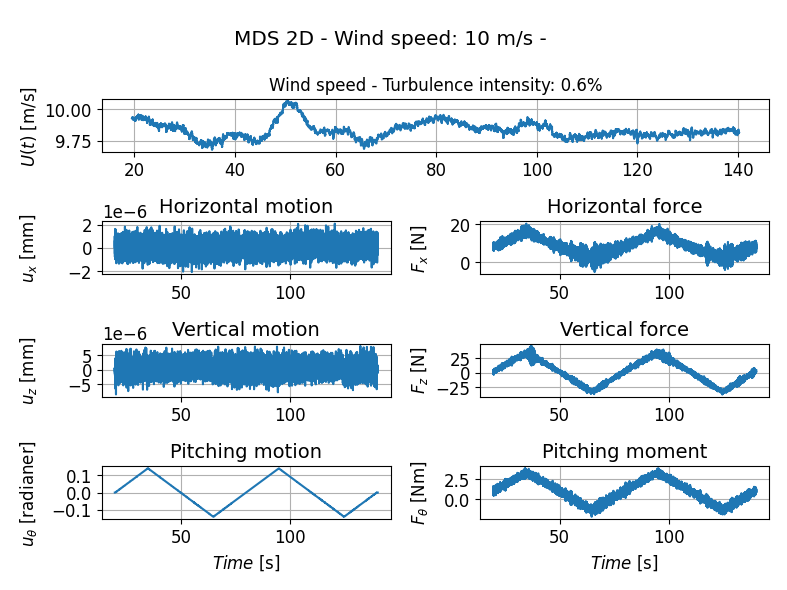 MDS 2D - Wind speed: 10 m/s -
Wind speed - Turbulence intensity: 0.6%
U(t) [m/s]
10.00
9.75
20 40 60 80 100 120 140
Horizontal motion
1e−6
u_x [mm]
2
0
−2
50 100
Horizontal force
F_x [N]
20
0
50 100
Vertical motion
1e−6
u_z [mm]
5
0
−5
50 100
Vertical force
F_z [N]
25
0
−25
50 100
Pitching motion
u_θ [radianer]
0.1
0.0
−0.1
50 100
Time [s]
Pitching moment
F_θ [Nm]
2.5
0.0
50 100
Time [s]